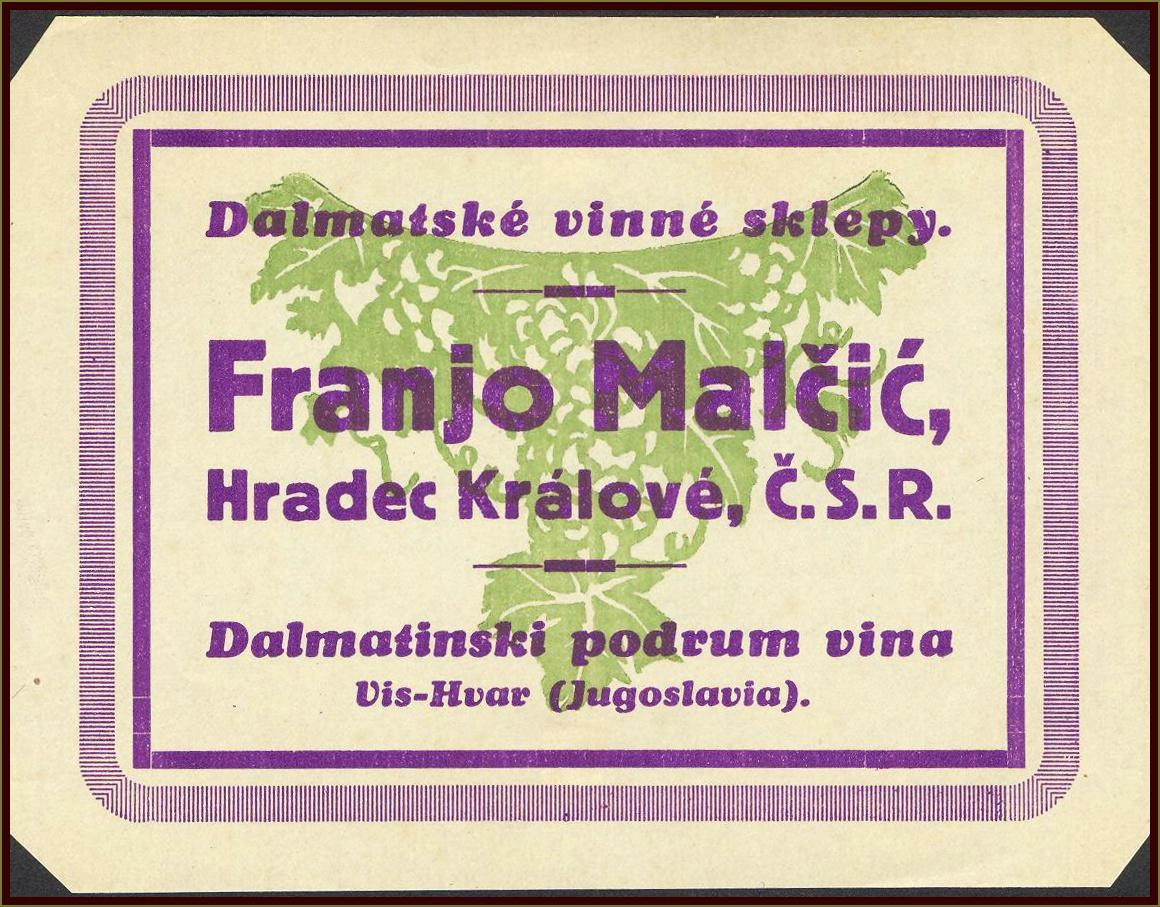 Dalmatské vinné sklepy.
Franjo Malčić,
Hradec Králové, Č.S.R.
Dalmatinski podrum vina
Vis-Hvar (Jugoslavia).